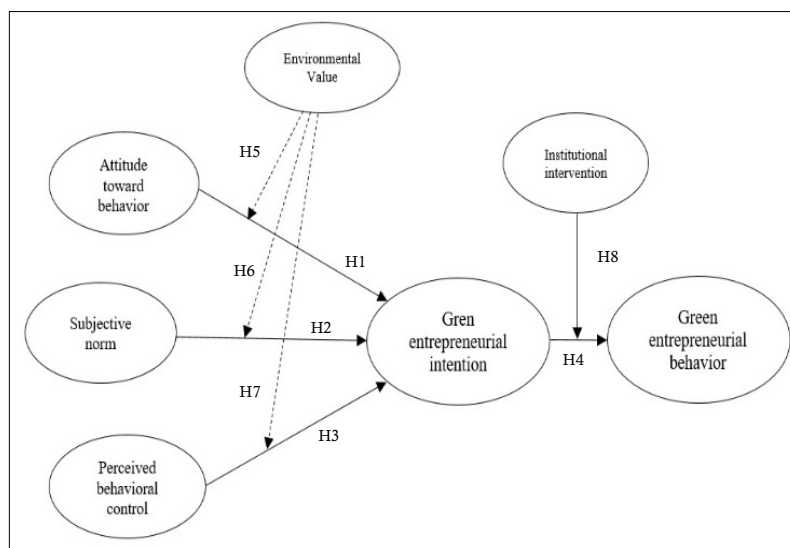 Environmental
Value
H5
Attitude
toward
behavior
Institutional
intervention
H1
H6
H8
Subjective
norm
H2
Gren
entrepreneurial
intention
H4
Green
entrepreneurial
behavior
H7
H3
Perceived
behavioral
control